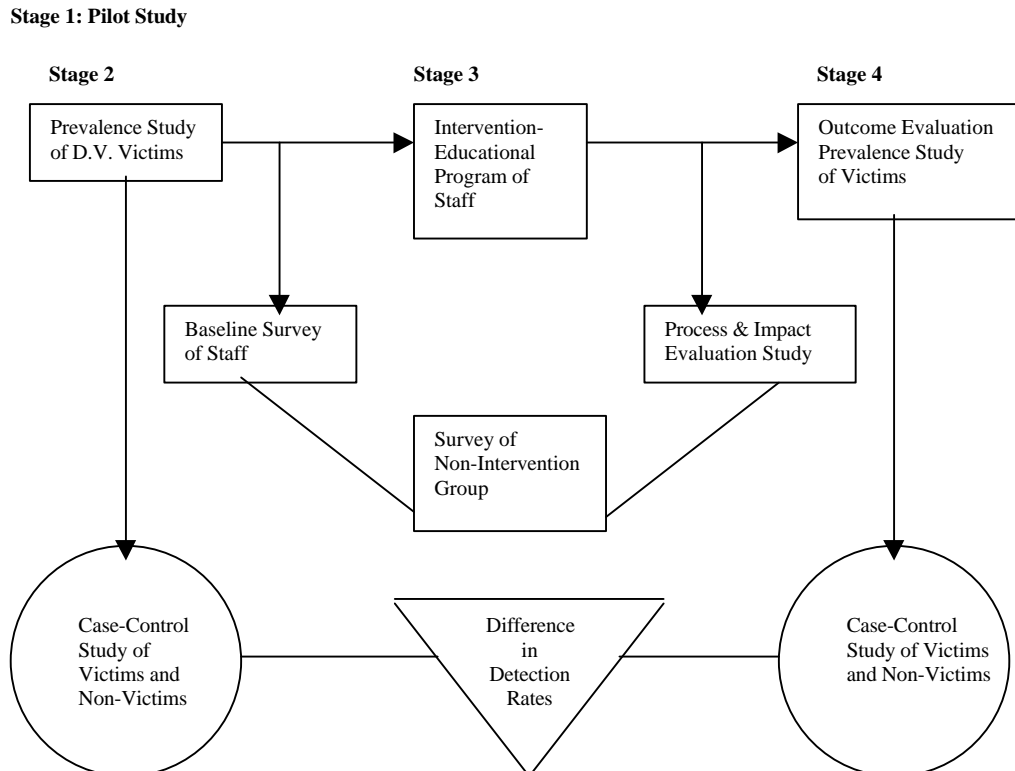 Stage 1: Pilot Study
Stage 2
Stage 3
Stage 4
Prevalence Study
of D.V. Victims
Intervention-
Educational
Program of
Staff
Outcome Evaluation
Prevalence Study
of Victims
Baseline Survey
of Staff
Process & Impact
Evaluation Study
Survey of
Non-Intervention
Group
Case-Control
Study of
Victims and
Non-Victims
Difference
in
Detection
Rates
Case-Control
Study of Victims
and Non-Victims